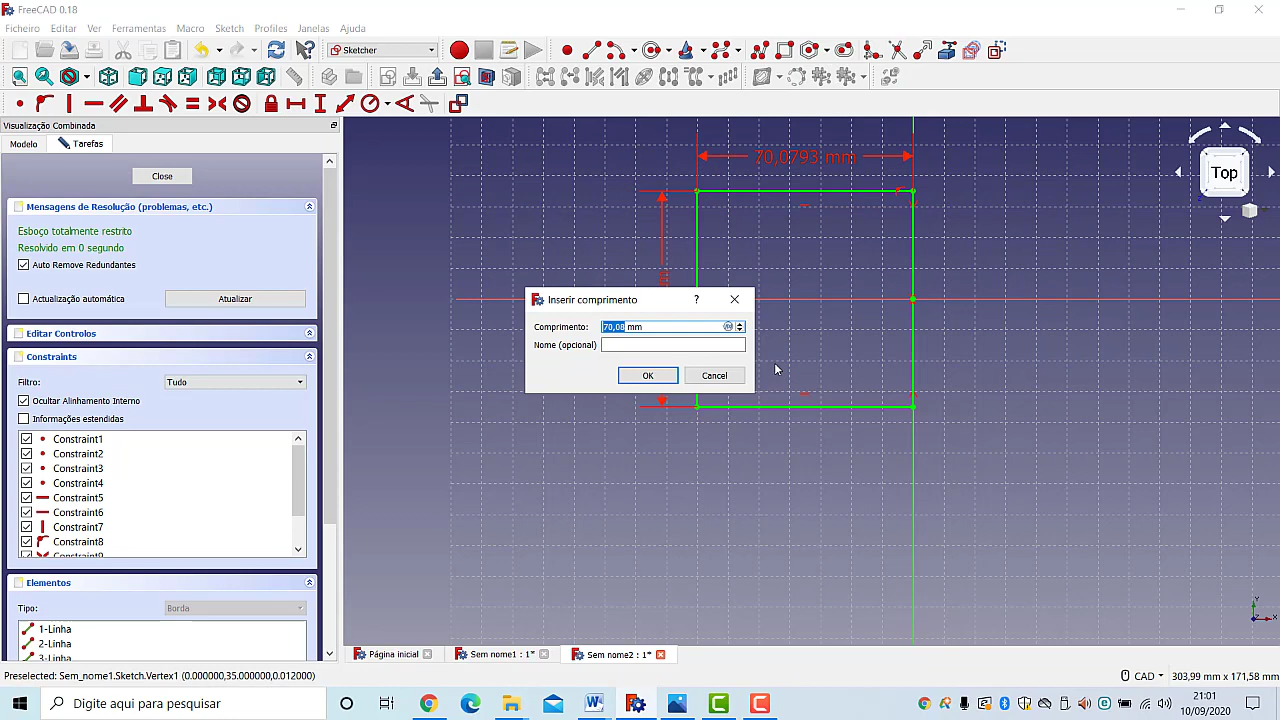 FreeCAD 0.18
Ficheiro Editar Ver Ferramentas Macro Sketch Profiles Janelas Ajuda
Sketcher
Visualização Combinada
Modelo Tarefas
Close
Mensagens de Resolução (problemas, etc.)
Esboço totalmente restrito
Resolvido em 0 segundo
Auto Remove Redundantes
Actualização automática
Atualizar
Editar Controlos
Constraints
Filtro: Tudo
Ocultar Alinhamento Interno
Informações estendidas
Constraint1
Constraint2
Constraint3
Constraint4
Constraint5
Constraint6
Constraint7
Constraint8
Constraint9
Elementos
Tipo: Borda
1-Linha
2-Linha
3-Linha
70,0793 mm
Top
Inserir comprimento ?
Comprimento: 70,08 mm
Nome (opcional)
OK Cancel
Y
X
Z
Página inicial Sem nome1 : 1* Sem nome2 : 1*
Preselected: Sem_nome1.Sketch.Vertex1 (0.000000,35.000000,0.012000)
CAD 303,99 mm x 171,58 mm
Digite aqui para pesquisar
21:01
10/09/2020